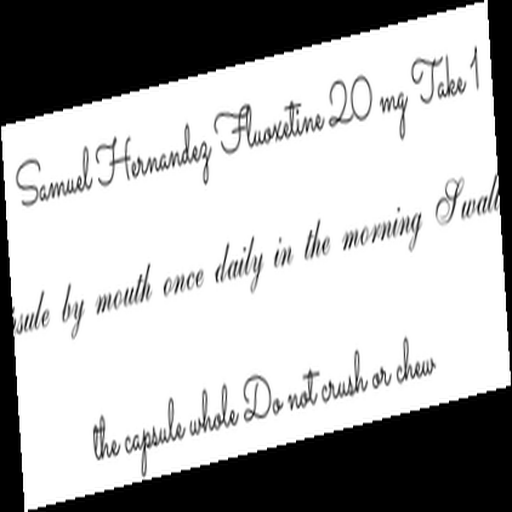 Samuel Hernandez Fluoxetine 20 mg Take 1
by mouth once daily in the morning
the capsule whole Do not crush or chew